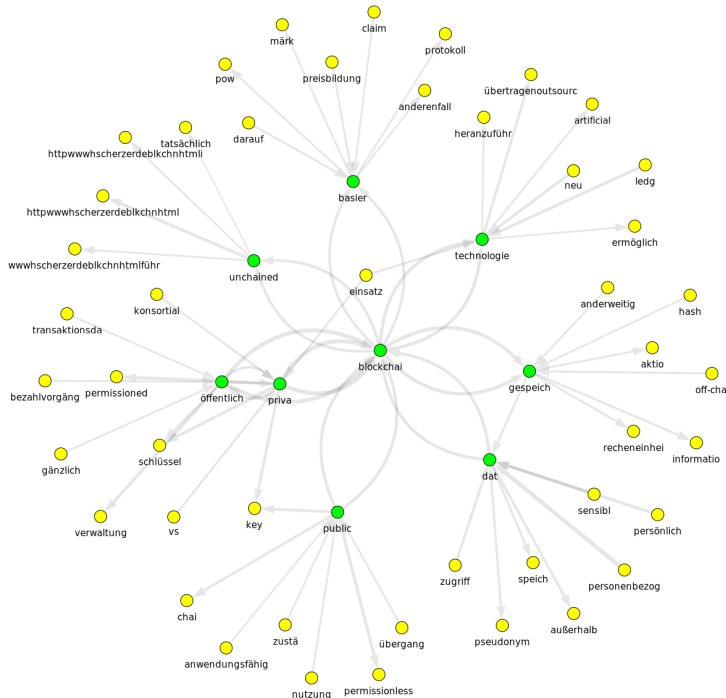 claim
märk
protokoll
pow
preisbildung
übertragenoutsourc
anderenfall
artificial
darauf
heranzuführ
tatsächlich
httpwwwhscherzerdeblkchnhtmli
neu
ledg
basier
httpwwwhscherzerdeblkchnhtml
ermöglich
technologie
wwwhscherzerdeblkchnhtmlführ
unchained
einsatz
konsortial
anderweitig
hash
transaktionsda
blockchai
aktio
gespeich
off-cha
bezahlvorgäng
permissioned
öffentlich
priva
recheneinhei
informatio
gänzlich
schlüssel
dat
sensibl
persönlich
verwaltung
vs
key
public
zugriff
speich
personenbezog
chai
außerhalb
zustä
übergang
pseudonym
anwendungsfähig
nutzung
permissionless